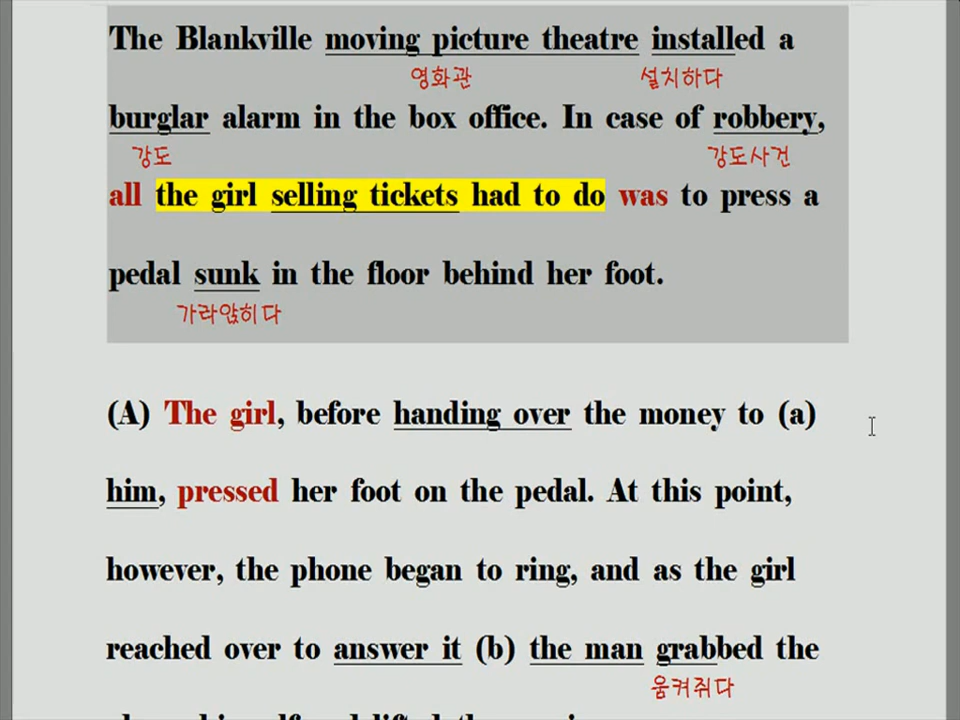 The Blankville moving picture theatre installed a
영화관 설치하다
burglar alarm in the box office. In case of robbery,
강도 강도사건
all the girl selling tickets had to do was to press a
pedal sunk in the floor behind her foot.
가라앉히다
(A) The girl, before handing over the money to (a)
him, pressed her foot on the pedal. At this point,
however, the phone began to ring, and as the girl
reached over to answer it (b) the man grabbed the
움켜쥐다